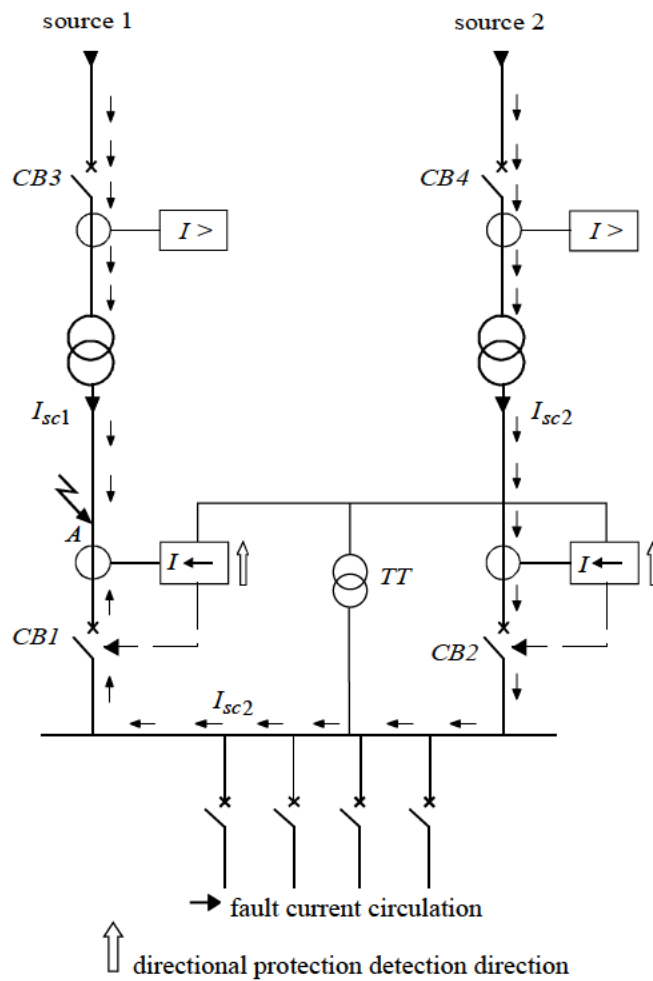 source 1
source 2
CB3
I >
CB4
I >
Isc1
Isc2
A
I
TT
I
CB1
CB2
Isc2
fault current circulation
directional protection detection direction